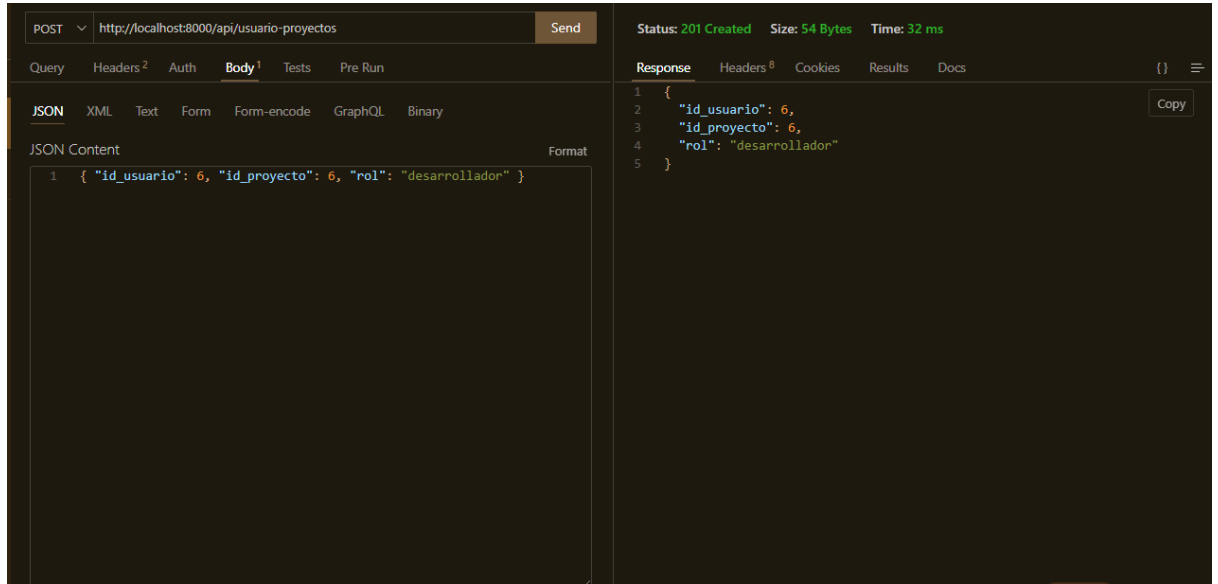 POST http://localhost:8000/api/usuario-proyectos Send
Query Headers 2 Auth Body 1 Tests Pre Run
JSON XML Text Form Form-encode GraphQL Binary
JSON Content Format
1 { "id_usuario": 6, "id_proyecto": 6, "rol": "desarrollador" }
Status: 201 Created Size: 54 Bytes Time: 32 ms
Response Headers 8 Cookies Results Docs {}
Copy
1 {
2 "id_usuario": 6,
3 "id_proyecto": 6,
4 "rol": "desarrollador"
5 }